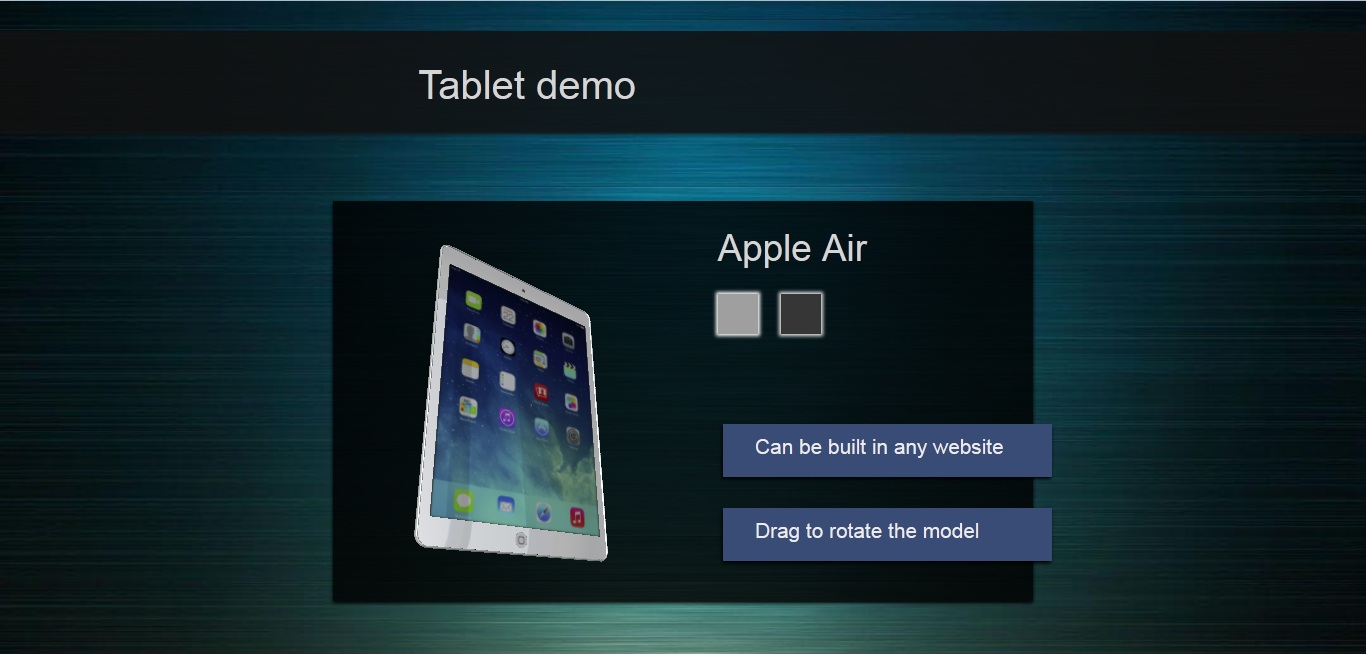 Tablet demo
Apple Air
Can be built in any website
Drag to rotate the model